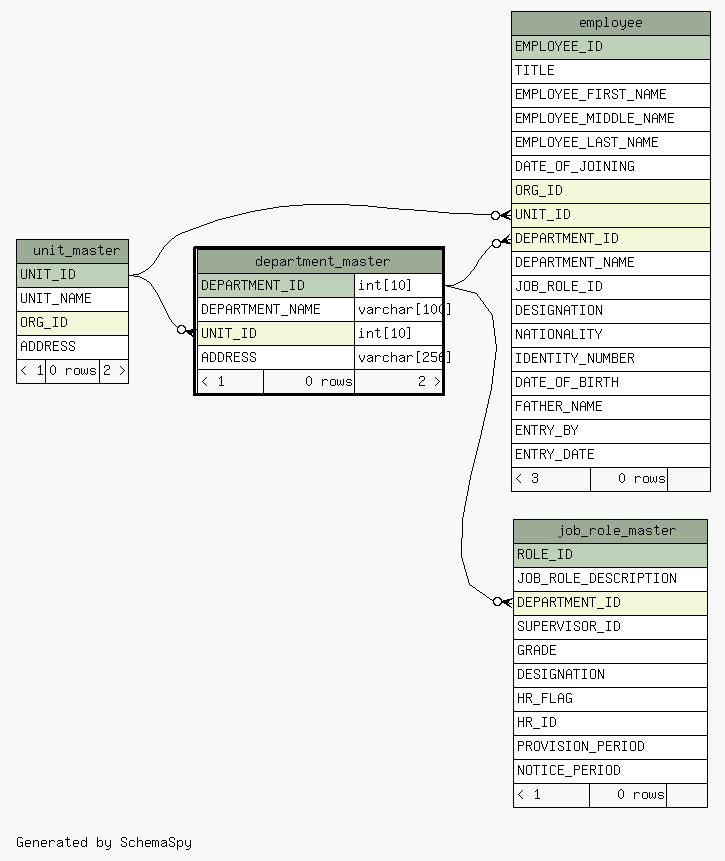 employee
EMPLOYEE_ID
TITLE
EMPLOYEE_FIRST_NAME
EMPLOYEE_MIDDLE_NAME
EMPLOYEE_LAST_NAME
DATE_OF_JOINING
ORG_ID
UNIT_ID
DEPARTMENT_ID
DEPARTMENT_NAME
JOB_ROLE_ID
DESIGNATION
NATIONALITY
IDENTITY_NUMBER
DATE_OF_BIRTH
FATHER_NAME
ENTRY_BY
ENTRY_DATE
< 3 0 rows
unit_master
UNIT_ID
UNIT_NAME
ORG_ID
ADDRESS
< 1 0 rows 2 >
department_master
DEPARTMENT_ID int[10]
DEPARTMENT_NAME varchar[100]
UNIT_ID int[10]
ADDRESS varchar[256]
< 1 0 rows 2 >
job_role_master
ROLE_ID
JOB_ROLE_DESCRIPTION
DEPARTMENT_ID
SUPERVISOR_ID
GRADE
DESIGNATION
HR_FLAG
HR_ID
PROVISION_PERIOD
NOTICE_PERIOD
< 1 0 rows
Generated by SchemaSpy